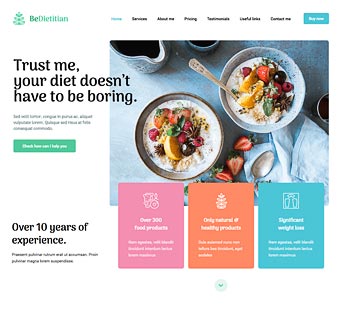 BeDietitian
Home Services About me Pricing Testimonials Useful links Contact me Buy now
Trust me,
your diet doesn't
have to be boring.
Sed velit tortor, congue in purus ac, aliquet
vulputate lorem. Quisque sed risus at felis
consequat commodo.
Check how can I help you
Over 300
food products
Nam egestas, velit blandit
tincidunt interdum lectus
lorem maximus
Only natural &
healthy products
Duis euismod nunc non
tellus leo tincidunt, eget
sodales
Significant
weight loss
Nam egestas, velit blandit
tincidunt interdum lectus
lorem maximus
Over 10 years of
experience.
Praesent pulvinar rutrum erat ut accumsan. Proin
pulvinar magna lorem suspendisse.